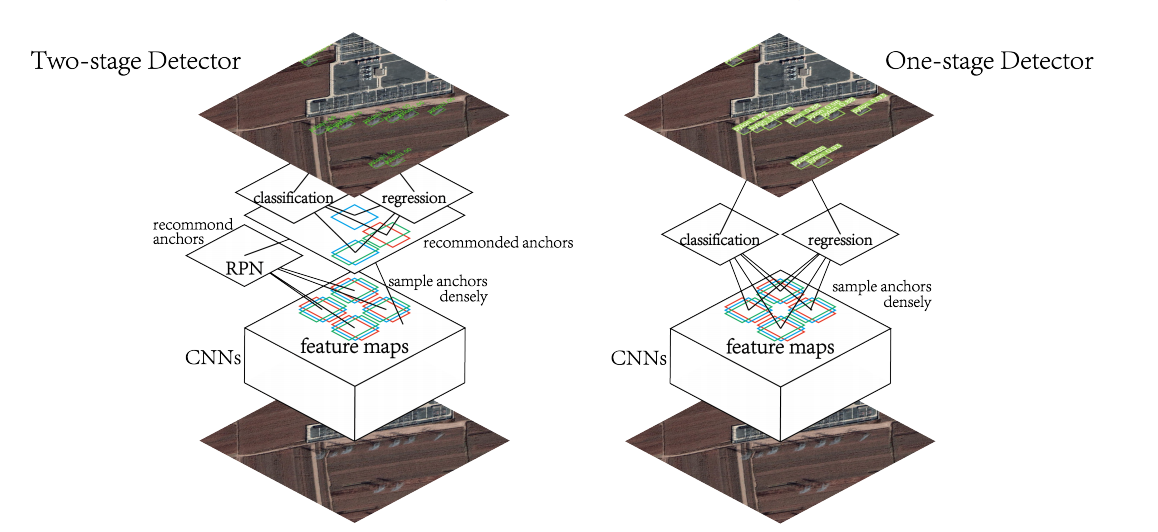 Two-stage Detector
classification
regression
recommond
anchors
recommonded anchors
RPN
sample anchors
densely
feature maps
CNNs
One-stage Detector
classification
regression
sample anchors
densely
feature maps
CNNs